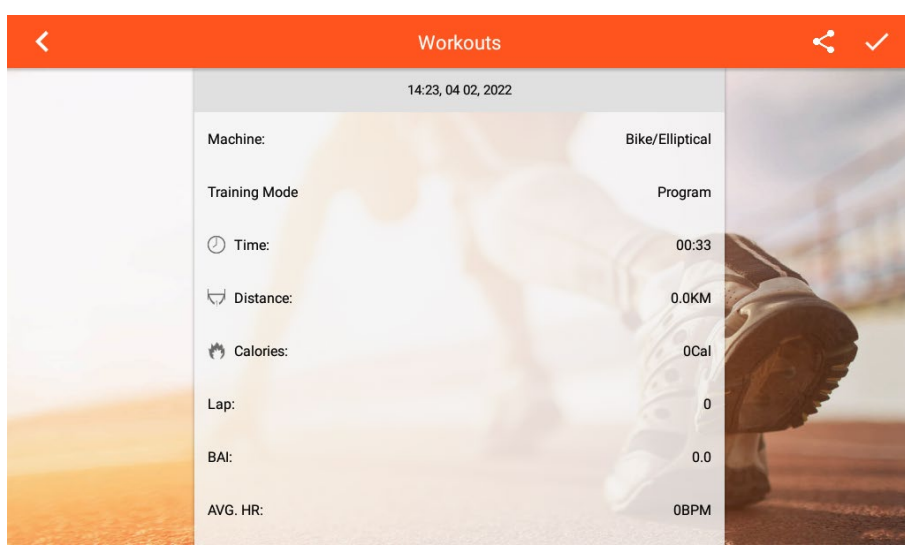 Workouts
14:23, 04 02, 2022
Machine: Bike/Elliptical
Training Mode Program
Time: 00:33
Distance: 0.0KM
Calories: 0Cal
Lap: 0
BAI: 0.0
AVG. HR: 0BPM